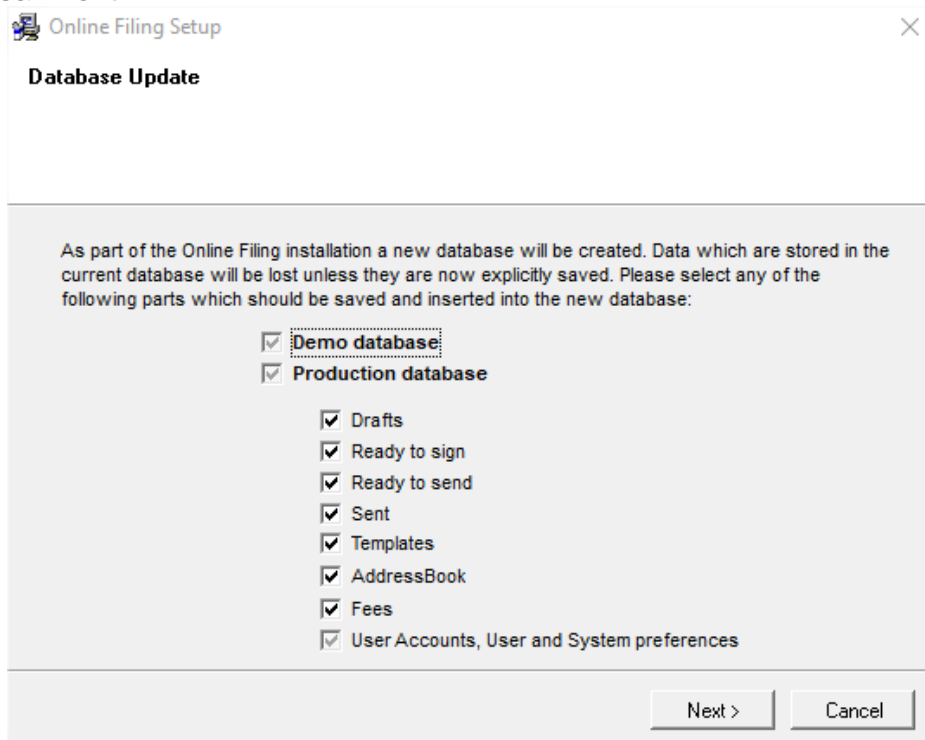 Online Filing Setup
Database Update
As part of the Online Filing installation a new database will be created. Data which are stored in the
current database will be lost unless they are now explicitly saved. Please select any of the
following parts which should be saved and inserted into the new database:
Demo database
Production database
Drafts
Ready to sign
Ready to send
Sent
Templates
AddressBook
Fees
User Accounts, User and System preferences
Next >
Cancel